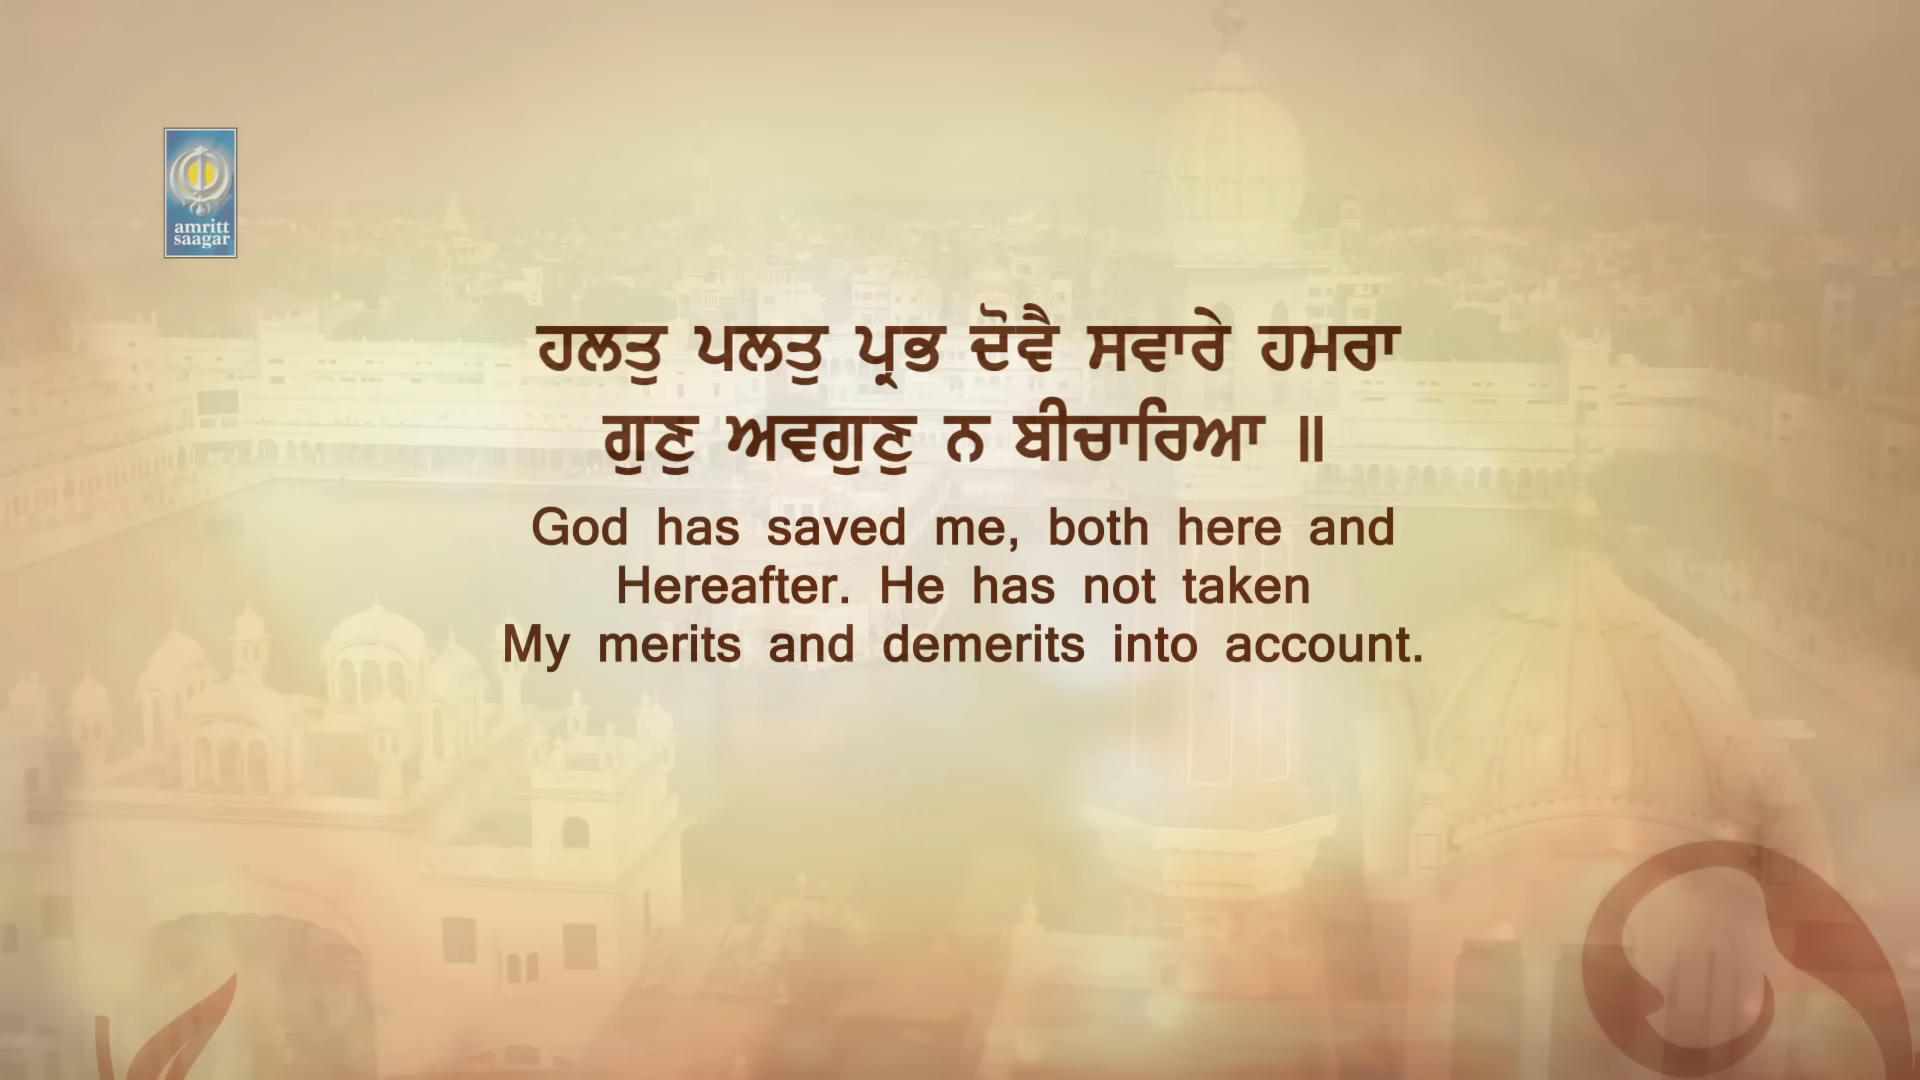 amritt
saagar
ਹਲਤੁ ਪਲਤੁ ਪ੍ਰਭ ਦੋਵੈ ਸਵਾਰੇ ਹਮਰਾ
ਗੁਣੁ ਅਵਗੁਣੁ ਨ ਬੀਚਾਰਿਆ ॥
God has saved me, both here and
Hereafter. He has not taken
My merits and demerits into account.